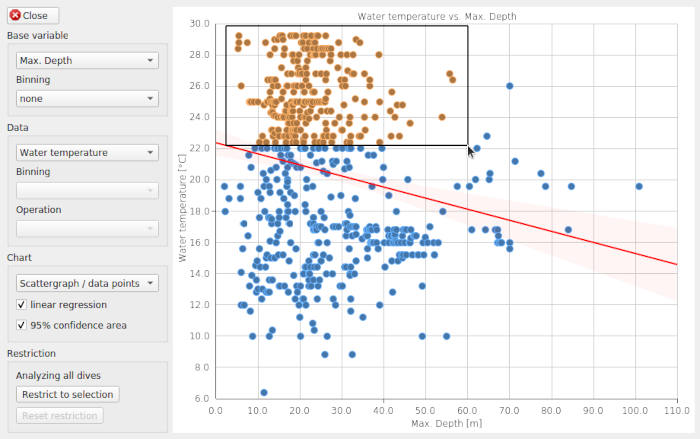 Close
Base variable
Max. Depth
Binning
none
Data
Water temperature
Binning
Operation
Chart
Scattergraph / data points
linear regression
95% confidence area
Restriction
Analyzing all dives
Restrict to selection
Reset restriction
Water temperature vs. Max. Depth
Water temperature [°C]
30.0
28.0
26.0
24.0
22.0
20.0
18.0
16.0
14.0
12.0
10.0
8.0
6.0
0.0 10.0 20.0 30.0 40.0 50.0 60.0 70.0 80.0 90.0 100.0 110.0
Max. Depth [m]